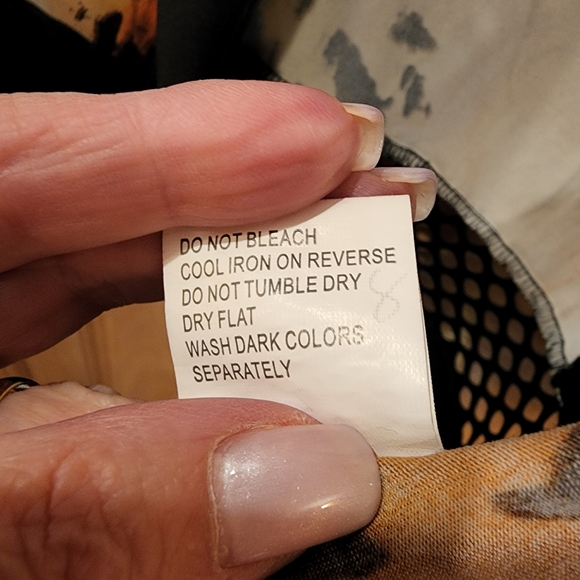 DO NOT BLEACH
COOL IRON ON REVERSE
DO NOT TUMBLE DRY
DRY FLAT
WASH DARK COLORS
SEPARATELY